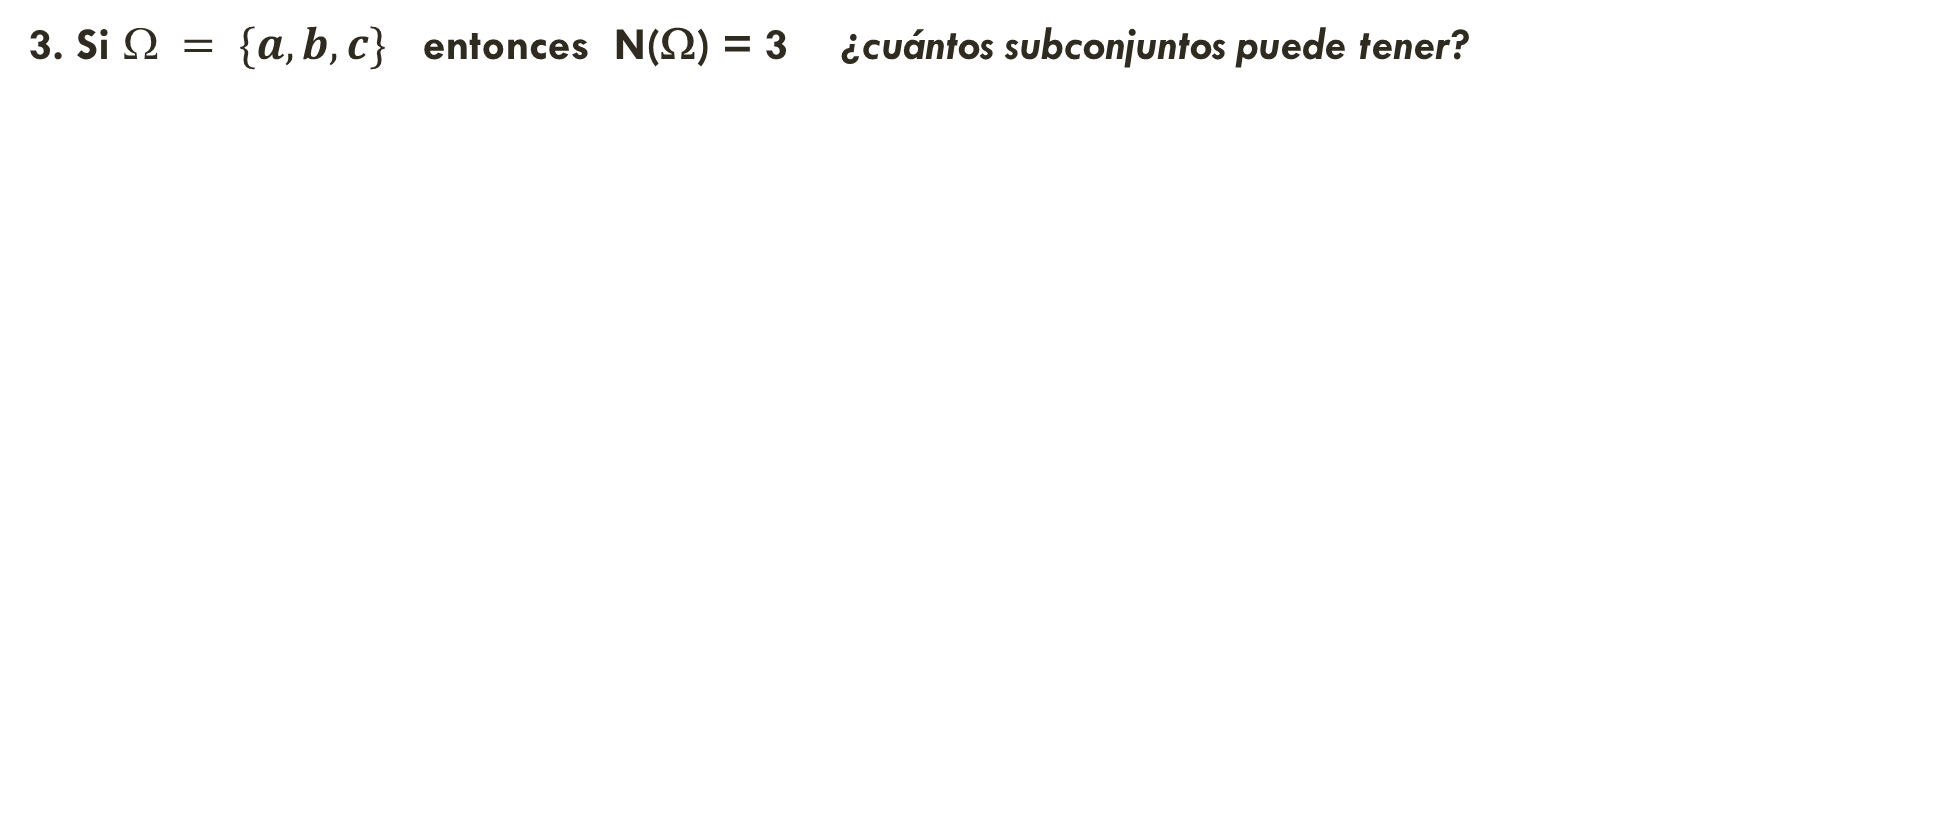 3. Si Ω = {a, b, c} entonces N(Ω) = 3 ¿cuántos subconjuntos puede tener?